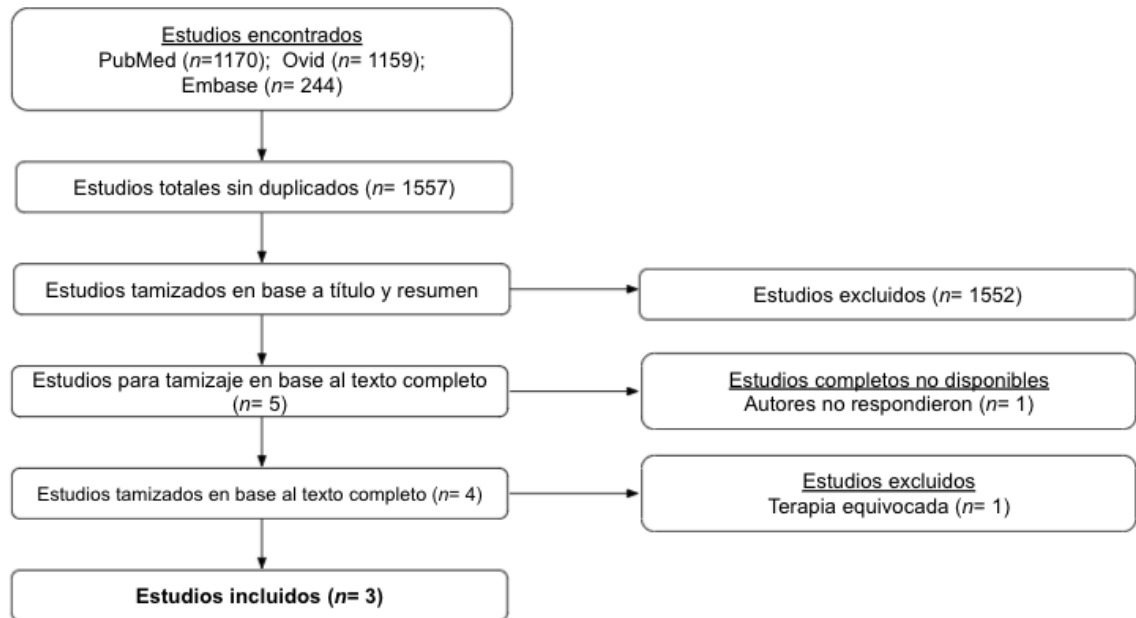 Estudios encontrados
PubMed (n=1170); Ovid (n= 1159);
Embase (n= 244)
Estudios totales sin duplicados (n= 1557)
Estudios tamizados en base a título y resumen
Estudios excluidos (n= 1552)
Estudios para tamizaje en base al texto completo
(n= 5)
Estudios completos no disponibles
Autores no respondieron (n= 1)
Estudios tamizados en base al texto completo (n= 4)
Estudios excluidos
Terapia equivocada (n= 1)
Estudios incluidos (n= 3)